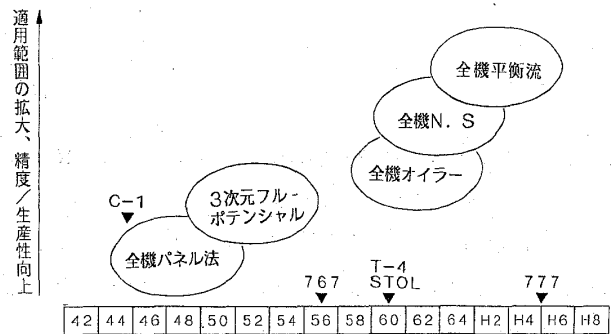 適用範囲の拡大、精度／生産性向上
全機平衡流
全機N. S
全機オイラー
3次元フル-
ポテンシャル
C-1
全機パネル法
767
T-4
STOL
777
42 44 46 48 50 52 54 56 58 60 62 64 H2 H4 H6 H8